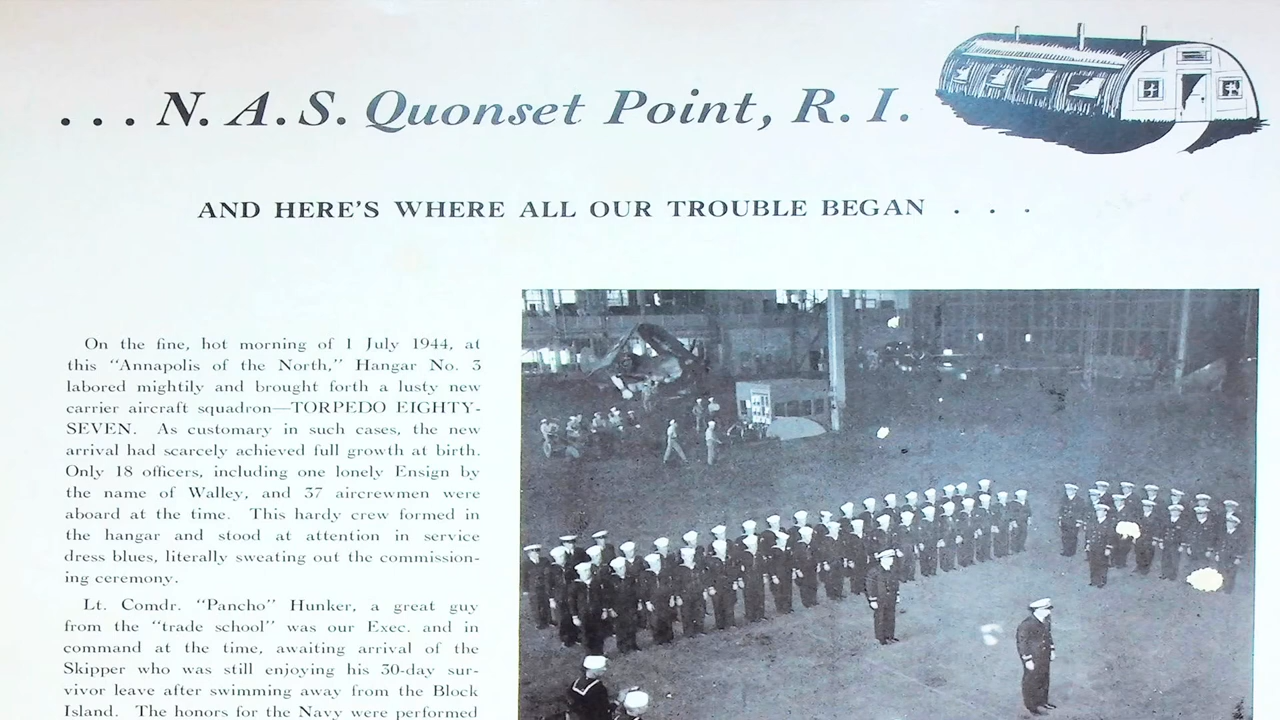 . . . N. A. S. Quonset Point, R. I.
AND HERE'S WHERE ALL OUR TROUBLE BEGAN . . .
On the fine, hot morning of 1 July 1944, at
this "Annapolis of the North," Hangar No. 3
labored mightily and brought forth a lusty new
carrier aircraft squadron—TORPEDO EIGHTY-
SEVEN. As customary in such cases, the new
arrival had scarcely achieved full growth at birth.
Only 18 officers, including one lonely Ensign by
the name of Walley, and 37 aircrewmen were
aboard at the time. This hardy crew formed in
the hangar and stood at attention in service
dress blues, literally sweating out the commission-
ing ceremony.
Lt. Comdr. "Pancho" Hunker, a great guy
from the "trade school" was our Exec. and in
command at the time, awaiting arrival of the
Skipper who was still enjoying his 30-day sur-
vivor leave after swimming away from the Block
Island. The honors for the Navy were performed